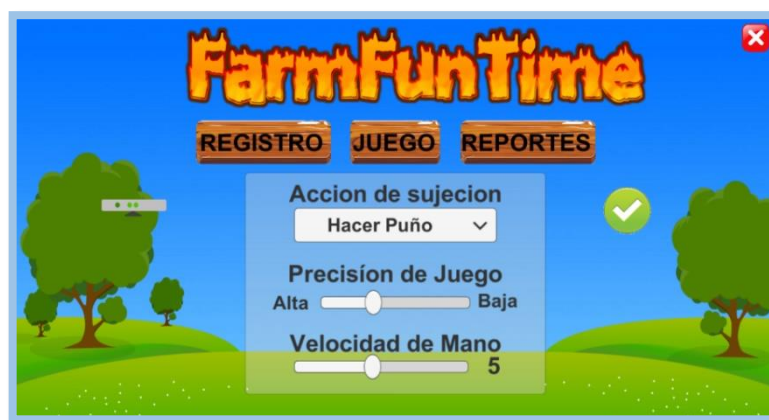 FarmFunTime
REGISTRO JUEGO REPORTES
Accion de sujecion
Hacer Puño
Precisíon de Juego
Alta Baja
Velocidad de Mano
5